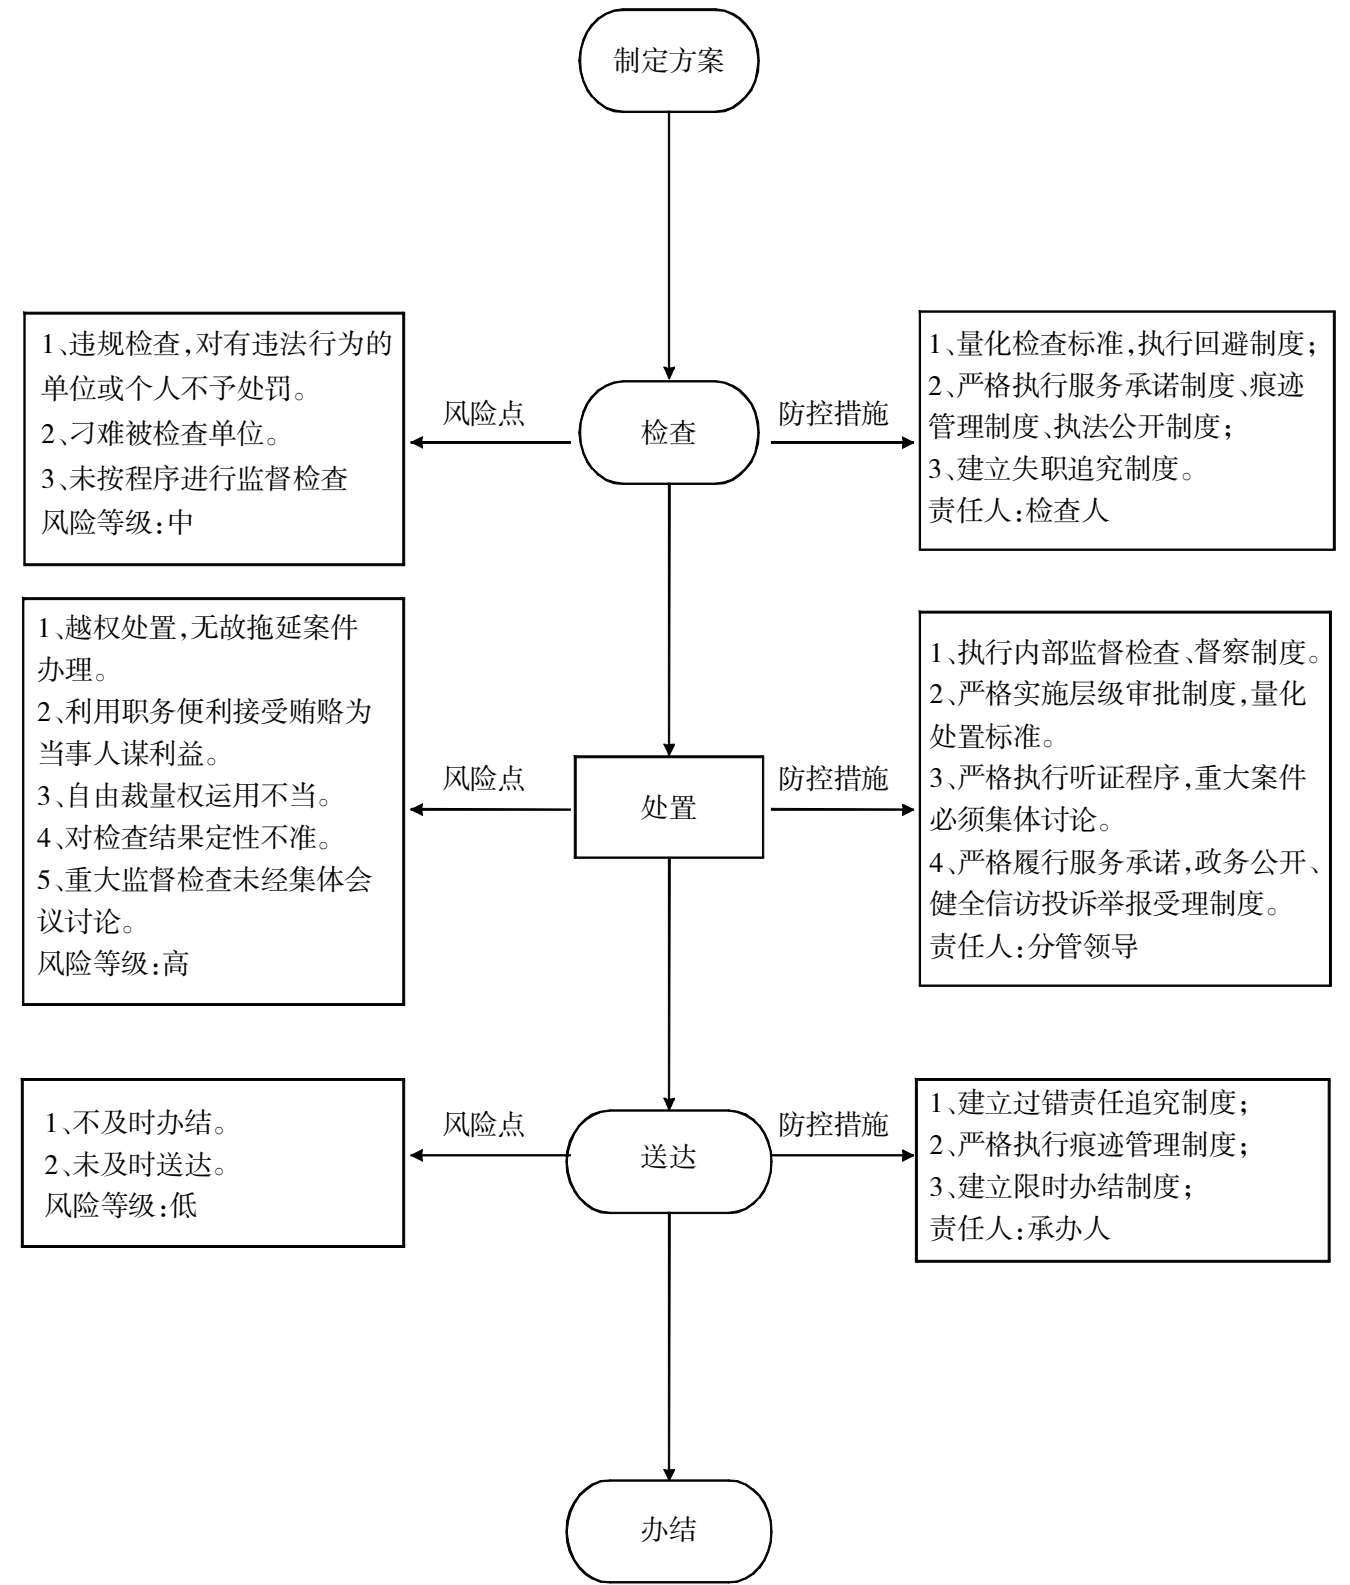 制定方案
1、违规检查,对有违法行为的
单位或个人不予处罚。
2、刁难被检查单位。
3、未按程序进行监督检查
风险等级:中
风险点
检查
防控措施
1、量化检查标准,执行回避制度;
2、严格执行服务承诺制度、痕迹
管理制度、执法公开制度;
3、建立失职追究制度。
责任人:检查人
1、越权处置,无故拖延案件
办理。
2、利用职务便利接受贿赂为
当事人谋利益。
3、自由裁量权运用不当。
4、对检查结果定性不准。
5、重大监督检查未经集体会
议讨论。
风险等级:高
风险点
处置
防控措施
1、执行内部监督检查、督察制度。
2、严格实施层级审批制度,量化
处置标准。
3、严格执行听证程序,重大案件
必须集体讨论。
4、严格履行服务承诺,政务公开、
健全信访投诉举报受理制度。
责任人:分管领导
1、不及时办结。
2、未及时送达。
风险等级:低
风险点
送达
防控措施
1、建立过错责任追究制度;
2、严格执行痕迹管理制度;
3、建立限时办结制度;
责任人:承办人
办结